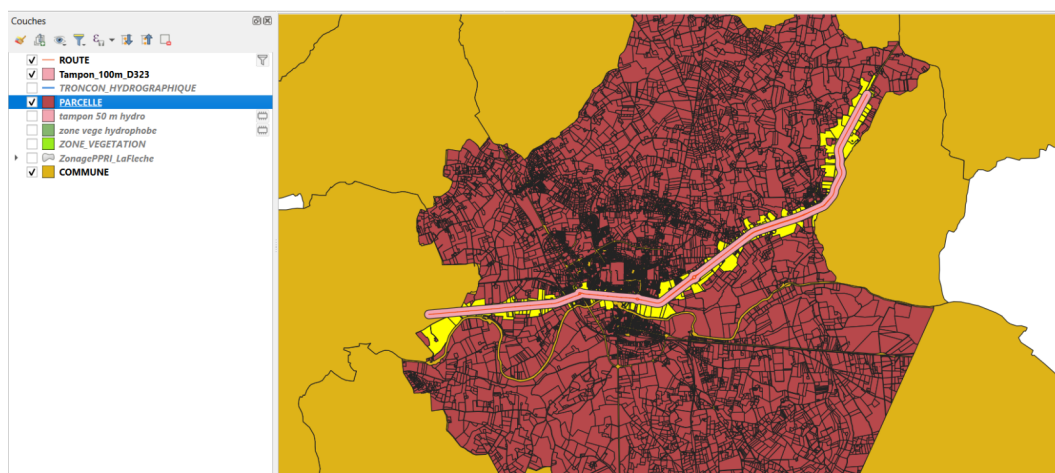 Couches
ROUTE
Tampon_100m_D323
TRONCON_HYDROGRAPHIQUE
PARCELLE
tampon 50 m hydro
zone vege hydrophobe
ZONE_VEGETATION
ZonagePPRI_LaFleche
COMMUNE